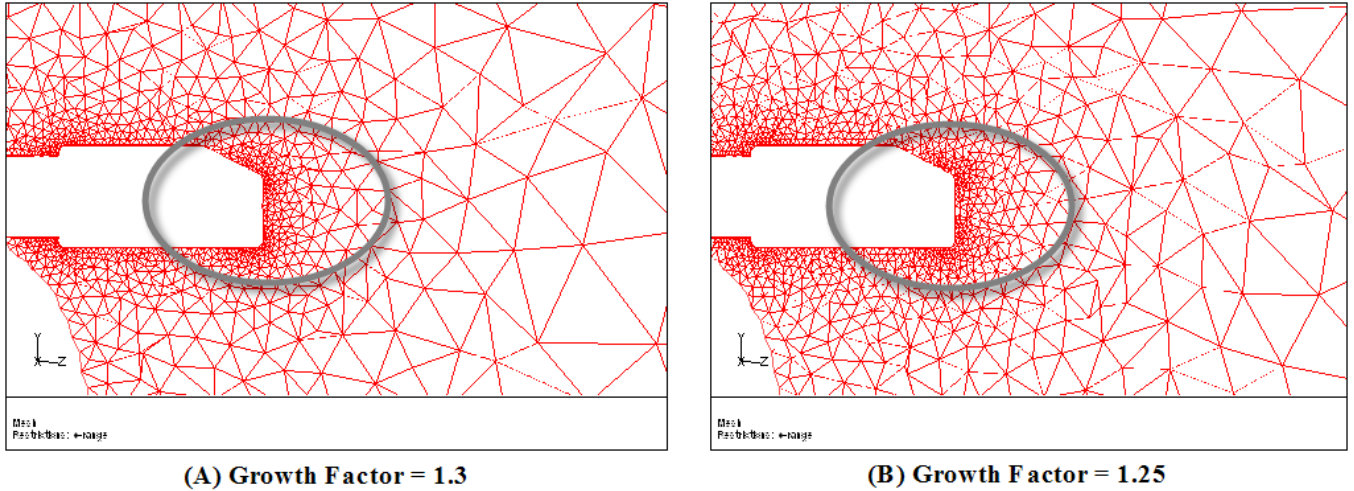 Y
X Z
Mesh
Restrictions: x-range
(A) Growth Factor = 1.3
Y
X Z
Mesh
Restrictions: x-range
(B) Growth Factor = 1.25